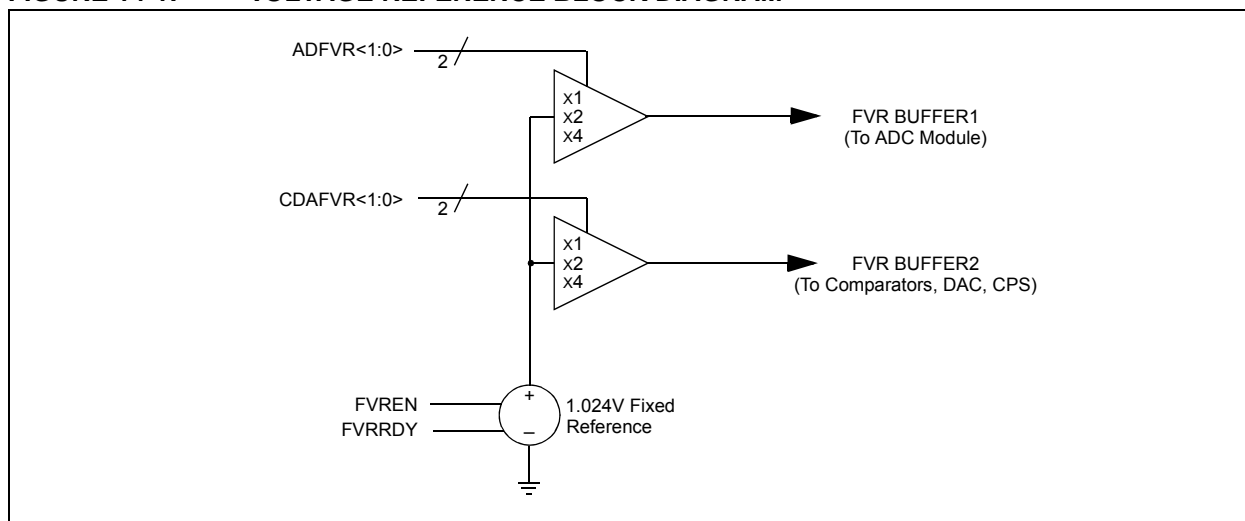 ADFVR<1:0>
2
X1
X2
X4
FVR BUFFER1
(To ADC Module)
CDAFVR<1:0>
2
X1
X2
X4
FVR BUFFER2
(To Comparators, DAC, CPS)
FVREN
FVRRDY
+
–
1.024V Fixed
Reference